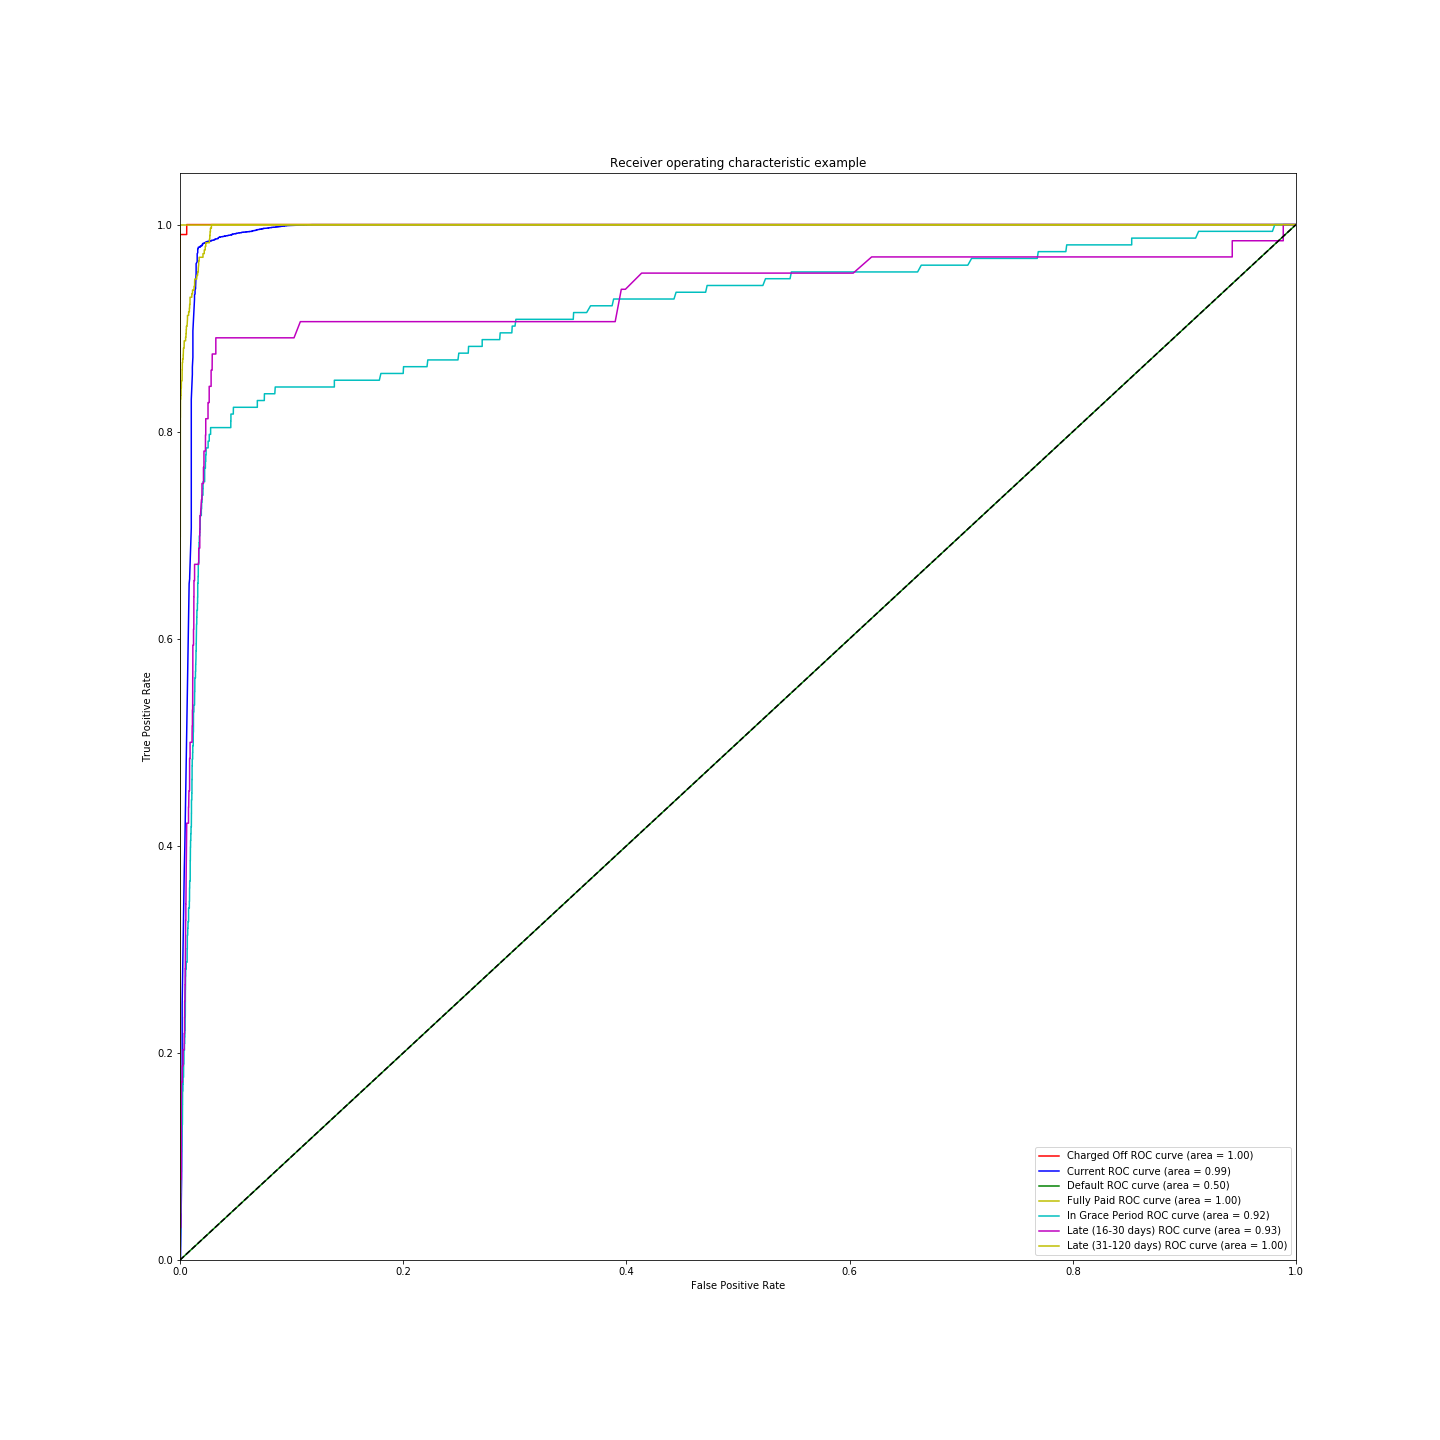 Receiver operating characteristic example
1.0
0.8
0.6
0.4
0.2
0.0
True Positive Rate
0.0 0.2 0.4 0.6 0.8 1.0
False Positive Rate
Charged Off ROC curve (area = 1.00)
Current ROC curve (area = 0.99)
Default ROC curve (area = 0.50)
Fully Paid ROC curve (area = 1.00)
In Grace Period ROC curve (area = 0.92)
Late (16-30 days) ROC curve (area = 0.93)
Late (31-120 days) ROC curve (area = 1.00)